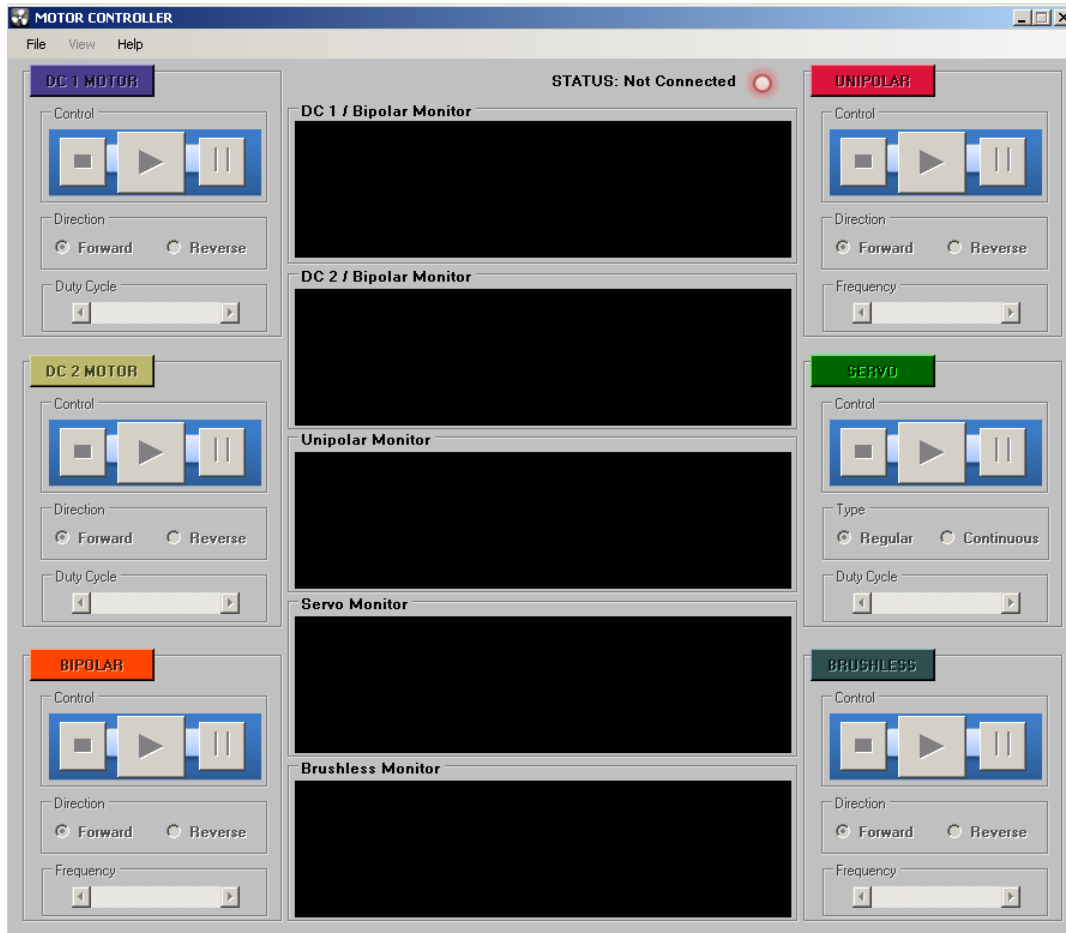 MOTOR CONTROLLER
File View Help
DC 1 MOTOR
Control
Direction
Forward Reverse
Duty Cycle
DC 2 MOTOR
Control
Direction
Forward Reverse
Duty Cycle
BIPOLAR
Control
Direction
Forward Reverse
Frequency
STATUS: Not Connected
DC 1 / Bipolar Monitor
DC 2 / Bipolar Monitor
Unipolar Monitor
Servo Monitor
Brushless Monitor
UNIPOLAR
Control
Direction
Forward Reverse
Frequency
SERVO
Control
Type
Regular Continuous
Duty Cycle
BRUSHLESS
Control
Direction
Forward Reverse
Frequency